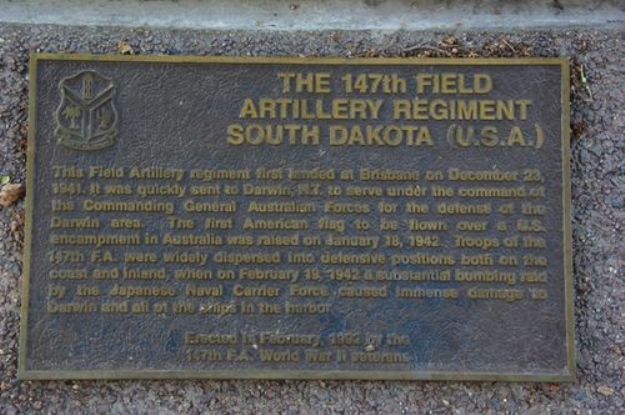 THE 147th FIELD
ARTILLERY REGIMENT
SOUTH DAKOTA (U.S.A.)
This Field Artillery regiment first landed at Brisbane on December 23,
1941. It was quickly sent to Darwin, N.T. to serve under the command of
the Commanding General Australian Forces for the defense of the
Darwin area. The first American flag to be flown over a U.S.
encampment in Australia was raised on January 18, 1942. Troops of the
147th F.A. were widely dispersed into defensive positions both on the
coast and inland, when on February 19, 1942 a substantial bombing raid
by the Japanese Naval Carrier Force caused immense damage to
Darwin and all of the ships in the harbor.
Erected in February, 1992 by the
147th F.A. World War II veterans